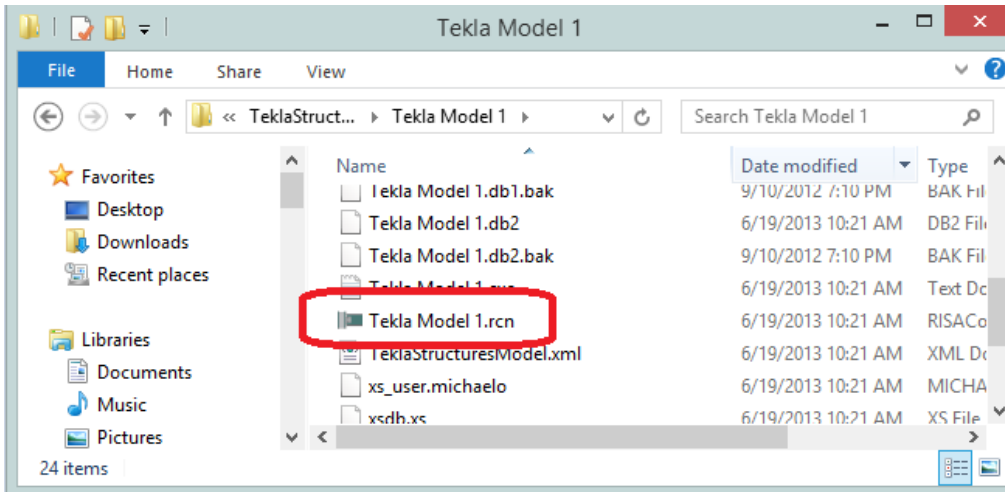 Tekla Model 1
File Home Share View
« TeklaStruct... Tekla Model 1 Search Tekla Model 1
Name Date modified Type
Favorites
Desktop
Downloads
Recent places
Libraries
Documents
Music
Pictures
Tekla Model 1.db1.bak 9/10/2012 7:10 PM BAK Fil
Tekla Model 1.db2 6/19/2013 10:21 AM DB2 File
Tekla Model 1.db2.bak 9/10/2012 7:10 PM BAK Fil
Tekla Model 1 6/19/2013 10:21 AM Text Do
Tekla Model 1.rcn 6/19/2013 10:21 AM RISACo
TeklaStructuresModel.xml 6/19/2013 10:21 AM XML Do
xs_user.michaelo 6/19/2013 10:21 AM MICHA
xsdb.xs 6/19/2013 10:21 AM XS File
24 items